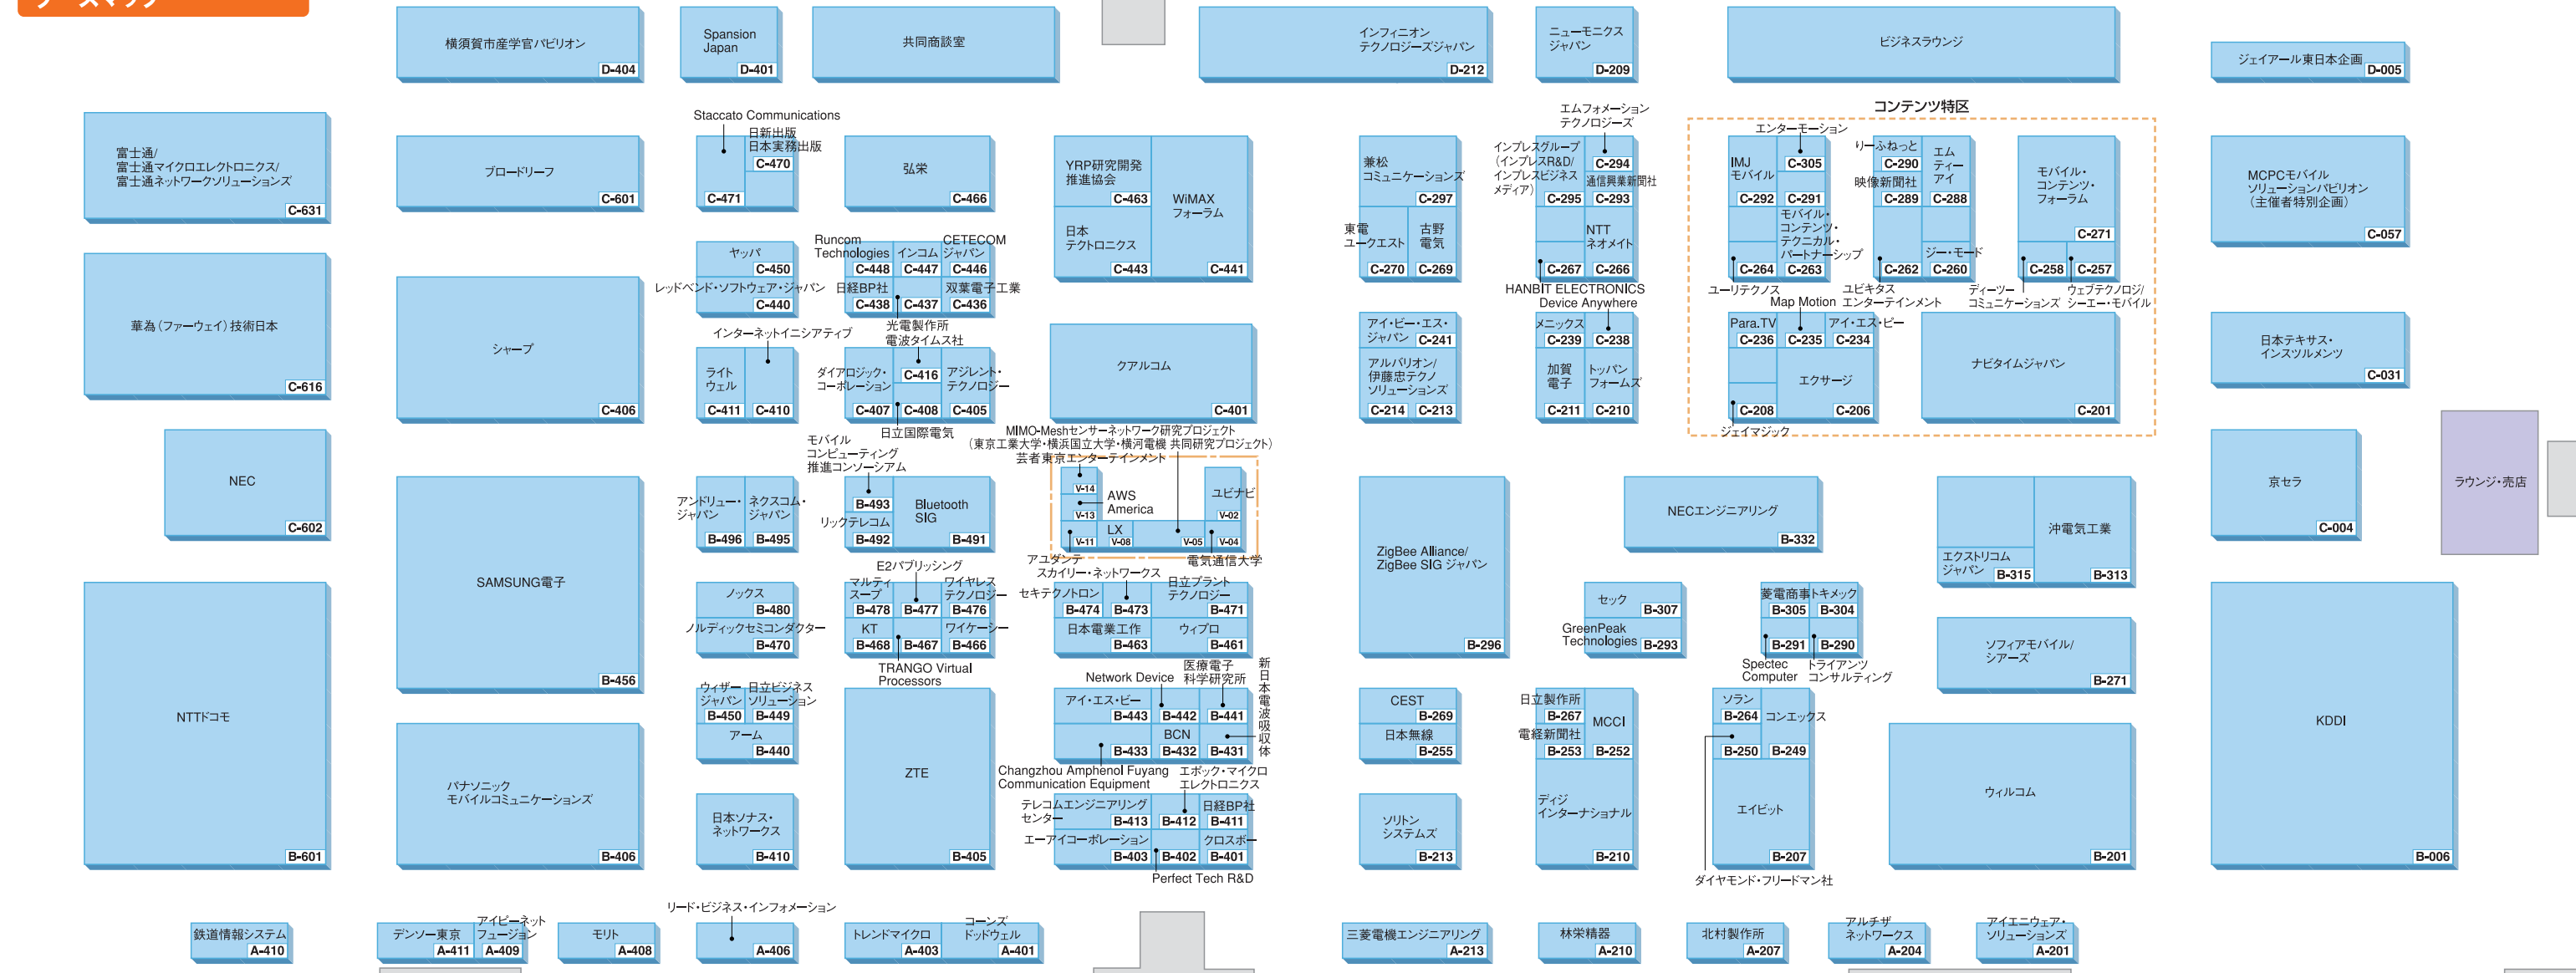 ブースマップ
横須賀市産学官パビリオン
D-404
Spansion
Japan
D-401
共同商談室
インフィニオン
テクノロジーズジャパン
D-212
ニューモニクス
ジャパン
D-209
ビジネスラウンジ
ジェイアール東日本企画
D-005
富士通/
富士通マイクロエレクトロニクス/
富士通ネットワークソリューションズ
C-631
ブロードリーフ
C-601
Staccato Communications
C-471
日新出版
日本実務出版
C-470
弘栄
C-466
YRP研究開発
推進協会
C-463
WiMAX
フォーラム
C-441
日本
テクトロニクス
C-443
兼松
コミュニケーションズ
C-297
東電
ユークエスト
C-270
古野
電気
C-269
エムフォメーション
テクノロジーズ
C-294
インプレスグループ
(インプレスR&D/
インプレスビジネス
メディア)
C-295
通信興業新聞社
C-293
NTT
ネオメイト
C-266
C-267
HANBIT ELECTRONICS
コンテンツ特区
エンターモーション
C-305
IMJ
モバイル
C-292
C-291
モバイル・
コンテンツ・
テクニカル・
パートナーシップ
C-263
C-264
ユーリテクノス
りーふねっと
C-290
映像新聞社
C-289
エム
ティー
アイ
C-288
C-262
ユビキタス
エンターテインメント
ジー・モード
C-260
モバイル・
コンテンツ・
フォーラム
C-271
C-258
ディーツー
コミュニケーションズ
C-257
ウェブテクノロジ/
シーエー・モバイル
MCPCモバイル
ソリューションパビリオン
(主催者特別企画)
C-057
華為(ファーウェイ)技術日本
C-616
シャープ
C-406
ヤッパ
C-450
レッドベンド・ソフトウェア・ジャパン
C-440
Runcom
Technologies
C-448
インコム
C-447
CETECOM
ジャパン
C-446
日経BP社
C-438
C-437
光電製作所
双葉電子工業
C-436
インターネットイニシアティブ
ライト
ウェル
C-411
C-410
電波タイムス社
C-416
ダイアロジック・
コーポレーション
C-407
C-408
日立国際電気
アジレント・
テクノロジー
C-405
クアルコム
C-401
アイ・ビー・エス・
ジャパン
C-241
アルバリオン/
伊藤忠テクノ
ソリューションズ
C-214
C-213
メニックス
C-239
Device Anywhere
C-238
加賀
電子
C-211
トッパン
フォームズ
C-210
Para.TV
C-236
Map Motion
C-235
アイ・エス・ビー
C-234
C-208
ジェイマジック
エクサージ
C-206
ナビタイムジャパン
C-201
日本テキサス・
インスツルメンツ
C-031
NEC
C-602
SAMSUNG電子
B-456
アンドリュー・
ジャパン
B-496
ネクスコム・
ジャパン
B-495
モバイル
コンピューティング
推進コンソーシアム
B-493
リックテレコム
B-492
Bluetooth
SIG
B-491
MIMO-Meshセンサーネットワーク研究プロジェクト
(東京工業大学・横浜国立大学・横河電機 共同研究プロジェクト)
芸者東京エンターテインメント
V-14
AWS
America
V-13
V-11
アユダンテ
LX
V-08
V-05
ユビナビ
V-02
V-04
電気通信大学
ZigBee Alliance/
ZigBee SIG ジャパン
B-296
NECエンジニアリング
B-332
エクストリコム
ジャパン
B-315
沖電気工業
B-313
京セラ
C-004
ラウンジ・売店
NTTドコモ
B-601
ノックス
B-480
ノルディックセミコンダクター
B-470
E2パブリッシング
マルティ
スープ
B-478
B-477
ワイヤレス
テクノロジー
B-476
KT
B-468
B-467
TRANGO Virtual
Processors
ワイケーシー
B-466
スカイリー・ネットワークス
セキテクノトロン
B-474
B-473
日立プラント
テクノロジー
B-471
日本電業工作
B-463
ウィプロ
B-461
セック
B-307
GreenPeak
Technologies
B-293
菱電商事
B-305
トキメック
B-304
B-291
Spectec
Computer
B-290
トライアンツ
コンサルティング
ソフィアモバイル/
シアーズ
B-271
KDDI
B-006
パナソニック
モバイルコミュニケーションズ
B-406
ウィザー
ジャパン
B-450
日立ビジネス
ソリューション
B-449
アーム
B-440
ZTE
B-405
Network Device
医療電子
科学研究所
新日本電波吸収体
アイ・エス・ビー
B-443
B-442
B-441
B-433
Changzhou Amphenol Fuyang
Communication Equipment
BCN
B-432
B-431
CEST
B-269
日本無線
B-255
日立製作所
B-267
電経新聞社
B-253
MCCI
B-252
ソラン
B-264
B-250
コンエックス
B-249
ウィルコム
B-201
日本ソナス・
ネットワークス
B-410
エポック・マイクロ
エレクトロニクス
テレコムエンジニアリング
センター
B-413
B-412
日経BP社
B-411
エーアイコーポレーション
B-403
B-402
Perfect Tech R&D
クロスボー
B-401
ソリトン
システムズ
B-213
ディジ
インターナショナル
B-210
エイビット
B-207
ダイヤモンド・フリードマン社
鉄道情報システム
A-410
デンソー東京
A-411
アイピーネット
フュージョン
A-409
モリト
A-408
リード・ビジネス・インフォメーション
A-406
トレンドマイクロ
A-403
コーンズ
ドッドウェル
A-401
三菱電機エンジニアリング
A-213
林栄精器
A-210
北村製作所
A-207
アルチザ
ネットワークス
A-204
アイエニウェア・
ソリューションズ
A-201